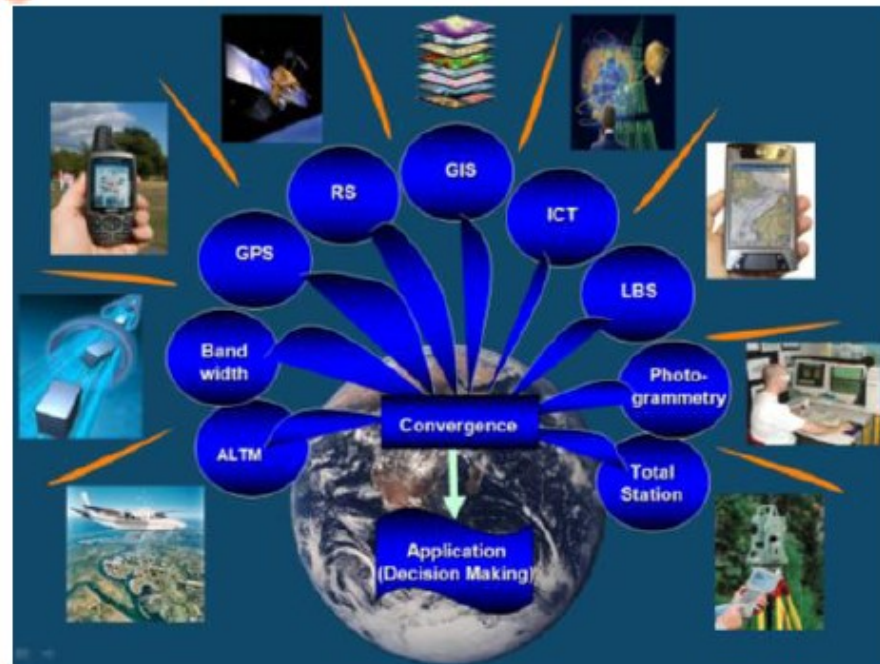 GIS
RS
ICT
GPS
LBS
Band
width
Photo-
grammetry
Convergence
ALTM
Total
Station
Application
(Decision Making)